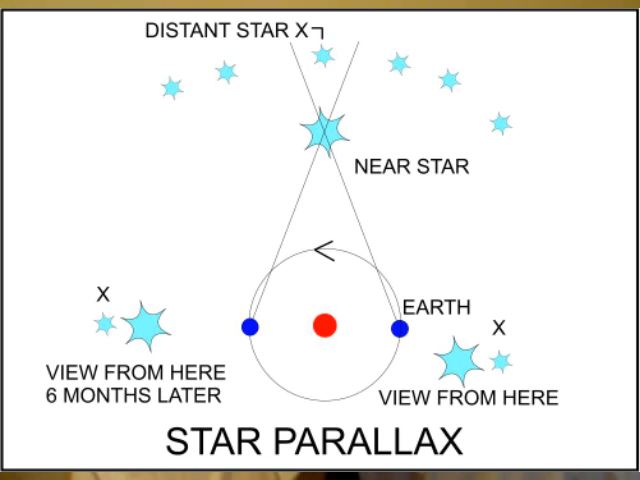 DISTANT STAR X
NEAR STAR
X
EARTH
X
VIEW FROM HERE
6 MONTHS LATER
VIEW FROM HERE
STAR PARALLAX